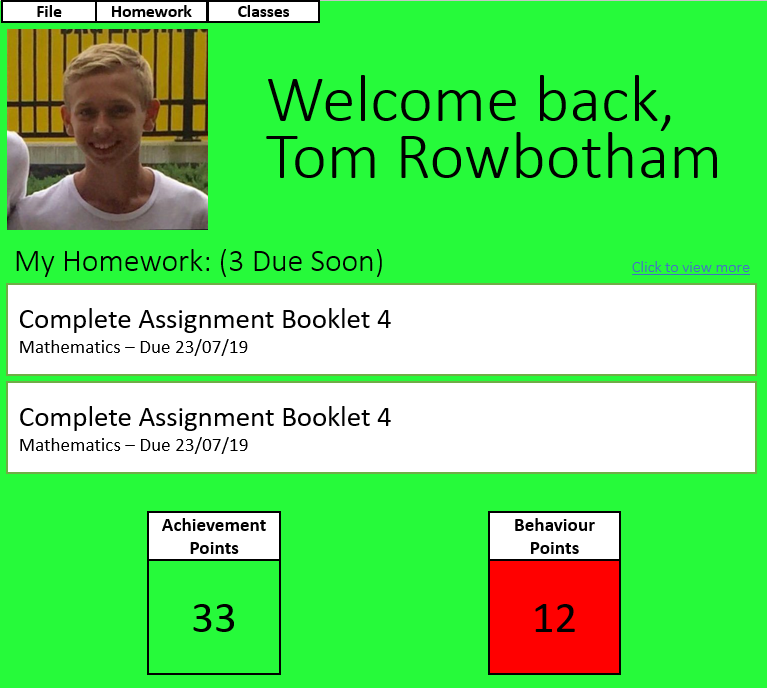 File Homework Classes
Welcome back,
Tom Rowbotham
My Homework: (3 Due Soon)
Click to view more
Complete Assignment Booklet 4
Mathematics – Due 23/07/19
Complete Assignment Booklet 4
Mathematics – Due 23/07/19
Achievement
Points
33
Behaviour
Points
12